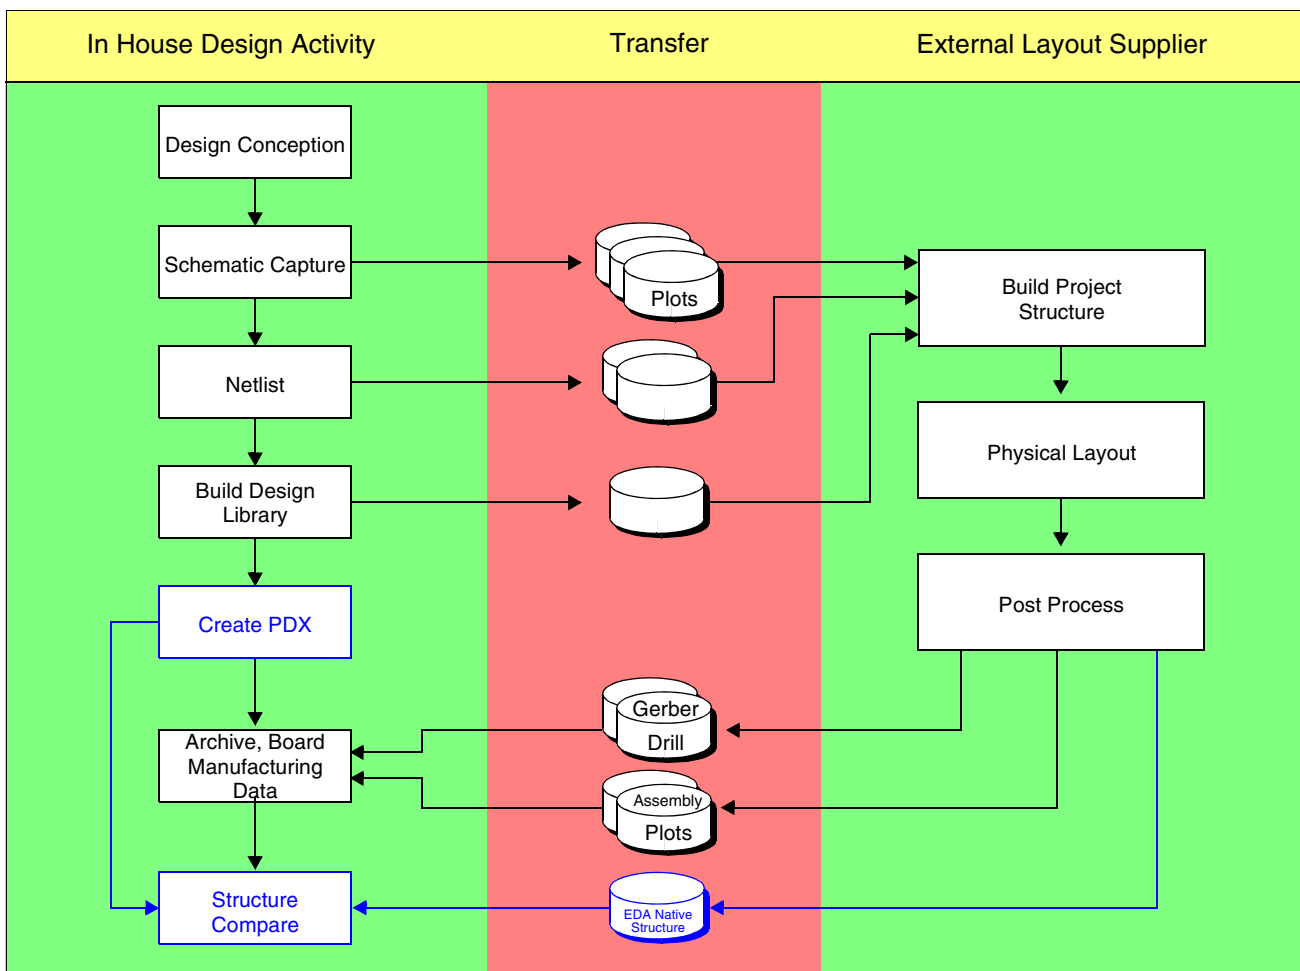 In House Design Activity
Transfer
External Layout Supplier
Design Conception
Schematic Capture
Plots
Build Project
Structure
Netlist
Physical Layout
Build Design
Library
Create PDX
Post Process
Gerber
Drill
Archive, Board
Manufacturing
Data
Assembly
Plots
Structure
Compare
EDA Native
Structure